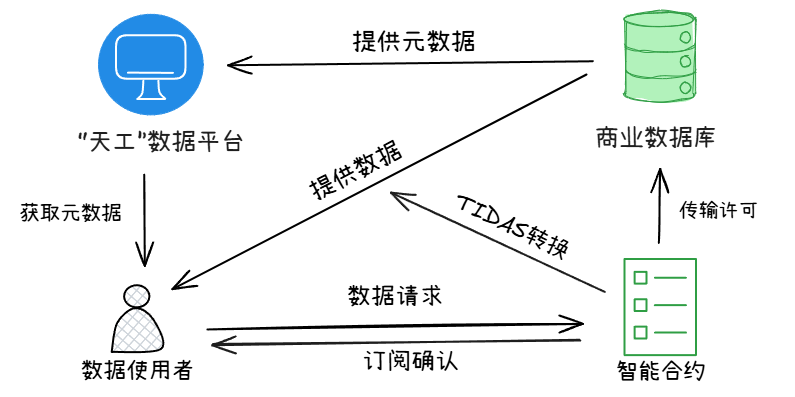 提供元数据
"天工"数据平台
商业数据库
提供数据
获取元数据
TIDAS转换
传输许可
数据请求
订阅确认
数据使用者
智能合约